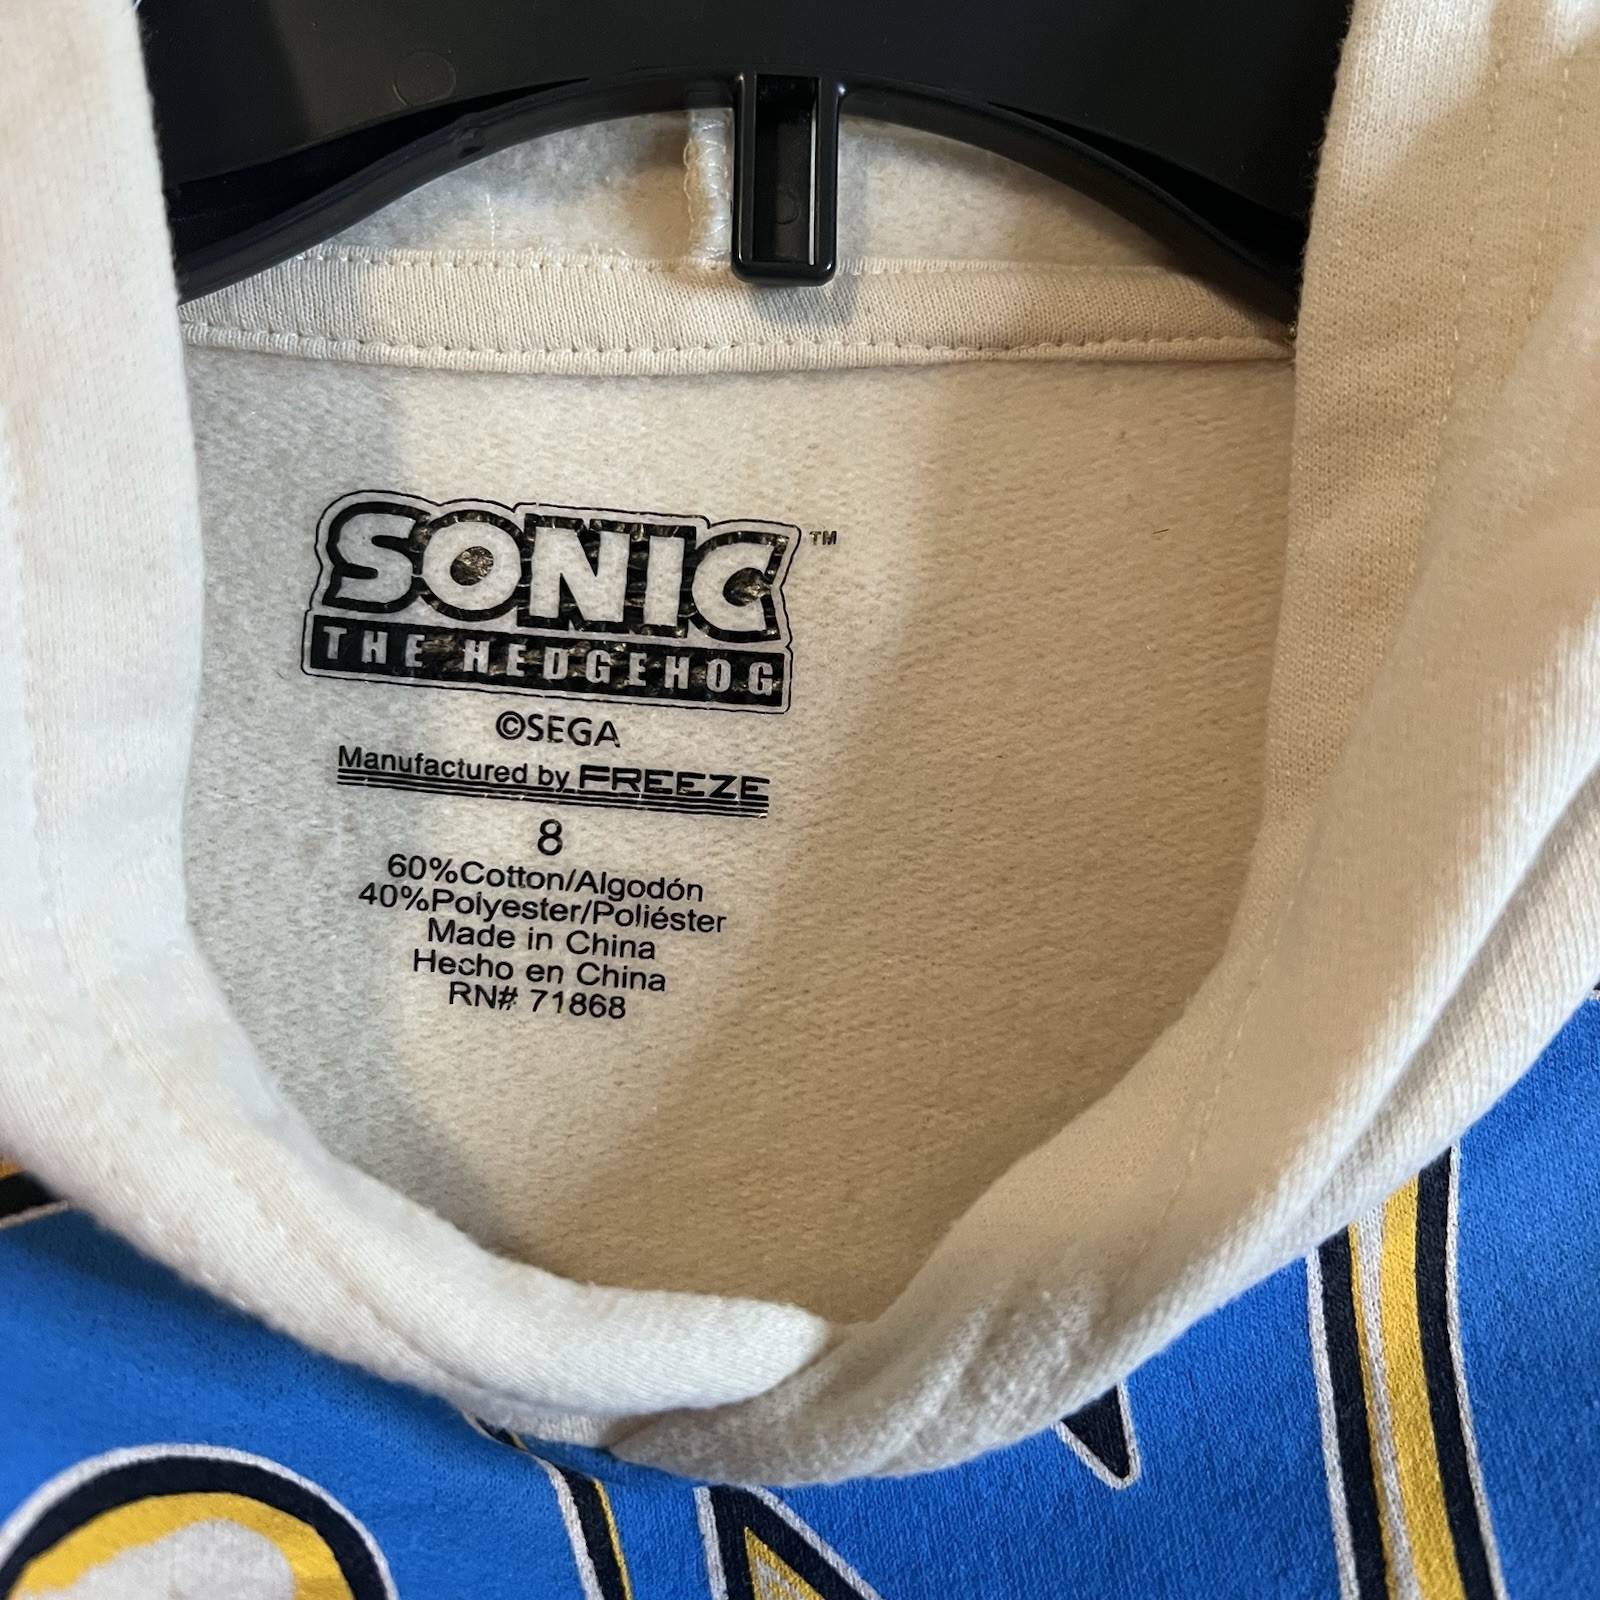 SONIC™
THE HEDGEHOG
©SEGA
Manufactured by FREEZE
8
60%Cotton/Algodón
40%Polyester/Poliéster
Made in China
Hecho en China
RN# 71868